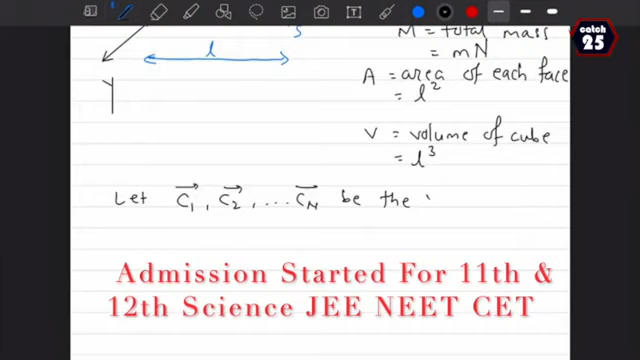 catch
25
s
l
M = total mass
= mN
A = area of each face
= l²
Y
V = volume of cube
= l³
Let C₁, C₂, ... C_N be the
Admission Started For 11th &
12th Science JEE NEET CET